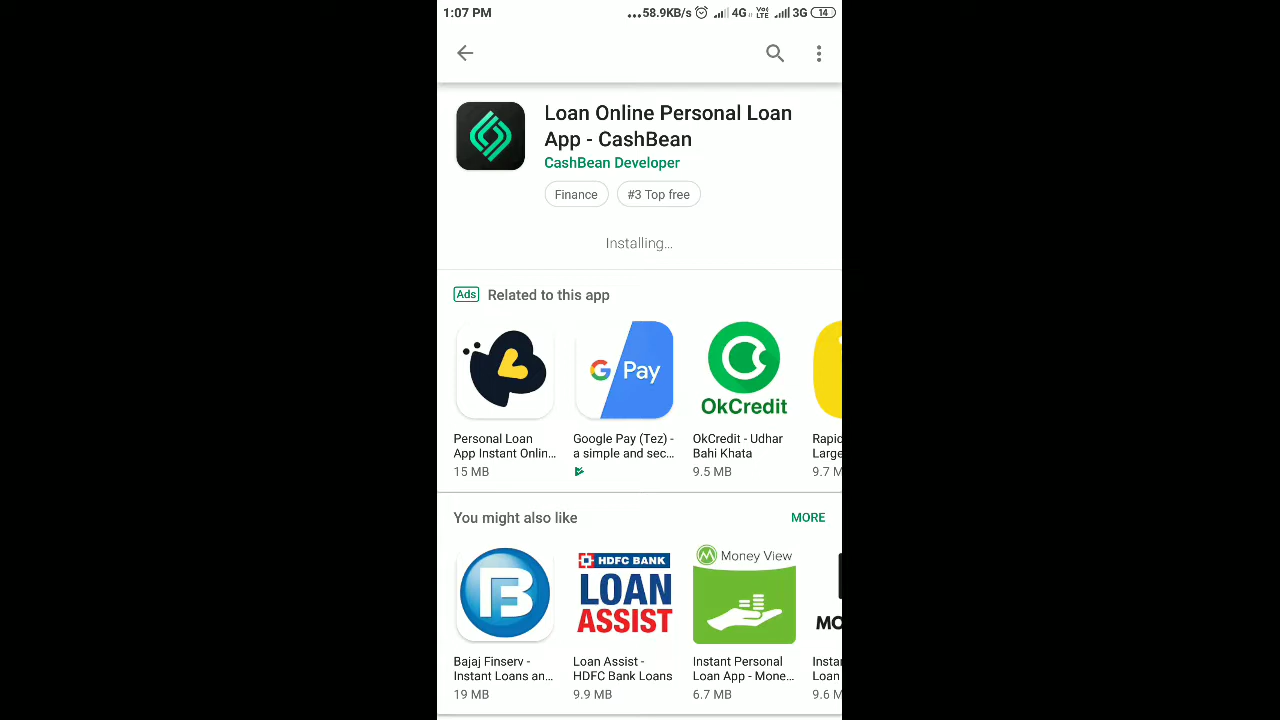 1:07 PM
...58.9KB/s 4G VoLTE 3G 14
Loan Online Personal Loan
App - CashBean
CashBean Developer
Finance
#3 Top free
Installing...
Ads Related to this app
G Pay
OkCredit
Personal Loan
App Instant Onlin...
15 MB
Google Pay (Tez) -
a simple and sec...
OkCredit - Udhar
Bahi Khata
9.5 MB
Rapid
Large
9.7 M
You might also like
MORE
HDFC BANK
LOAN
ASSIST
Money View
MO
Bajaj Finserv -
Instant Loans an...
19 MB
Loan Assist -
HDFC Bank Loans
9.9 MB
Instant Personal
Loan App - Mone...
6.7 MB
Insta
Loan
9.6 M